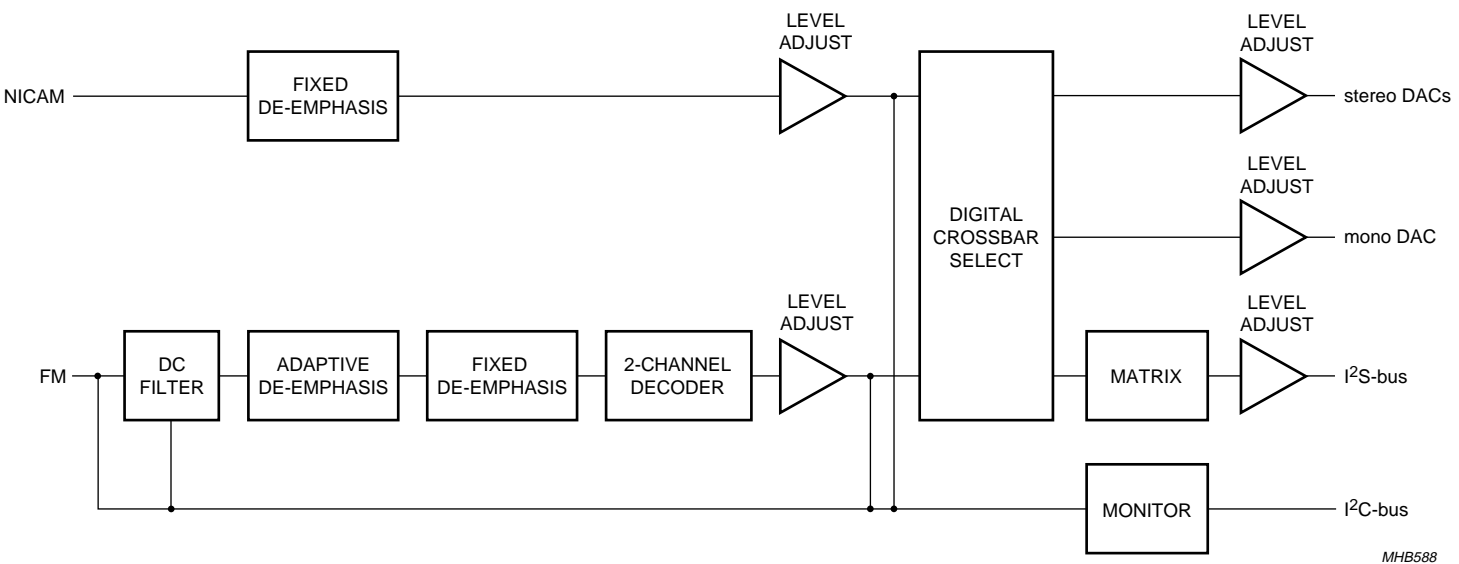 LEVEL
ADJUST
LEVEL
ADJUST
NICAM
FIXED
DE-EMPHASIS
stereo DACs
LEVEL
ADJUST
DIGITAL
CROSSBAR
SELECT
mono DAC
LEVEL
ADJUST
LEVEL
ADJUST
FM
DC
FILTER
ADAPTIVE
DE-EMPHASIS
FIXED
DE-EMPHASIS
2-CHANNEL
DECODER
MATRIX
I²S-bus
MONITOR
I²C-bus
MHB588